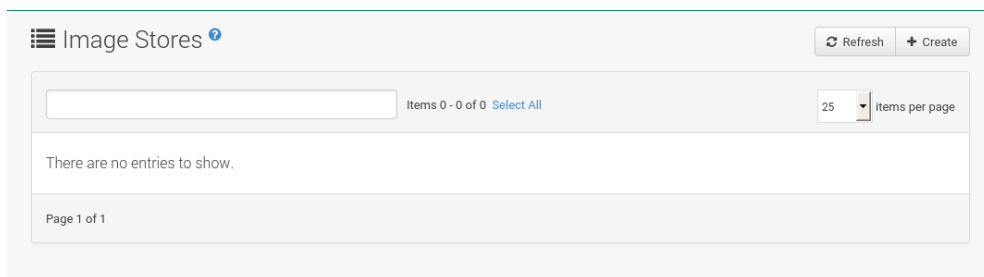 Image Stores ?
Refresh + Create
Items 0 - 0 of 0 Select All 25 items per page
There are no entries to show.
Page 1 of 1